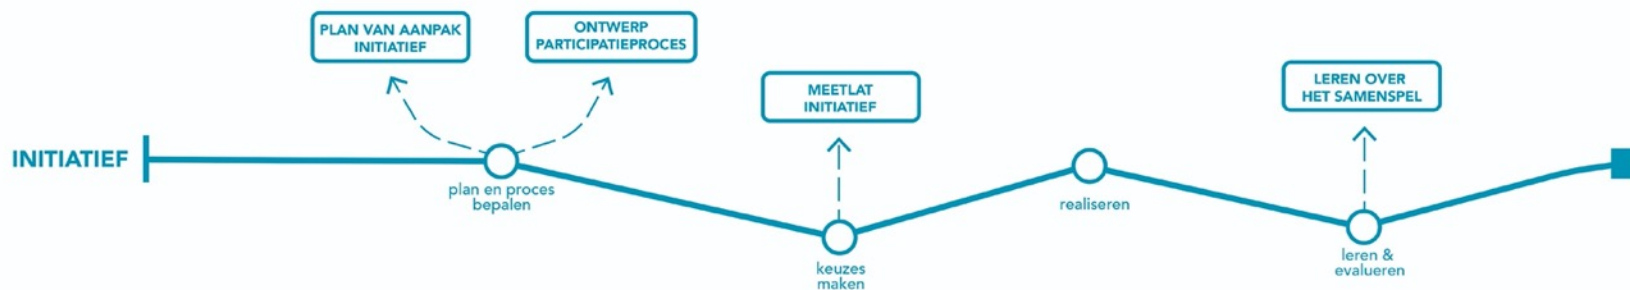 PLAN VAN AANPAK
INITIATIEF
ONTWERP
PARTICIPATIEPROCES
MEETLAT
INITIATIEF
LEREN OVER
HET SAMENSPEL
INITIATIEF
plan en proces
bepalen
keuzes
maken
realiseren
leren &
evalueren